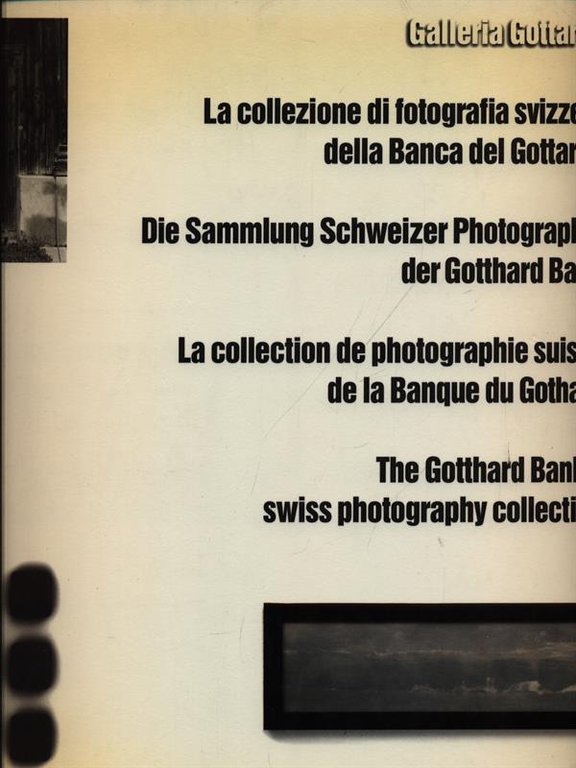 Galleria Gottar
La collezione di fotografia svizze
della Banca del Gottar
Die Sammlung Schweizer Photograph
der Gotthard Ba
La collection de photographie suis
de la Banque du Gotha
The Gotthard Bank
swiss photography collecti